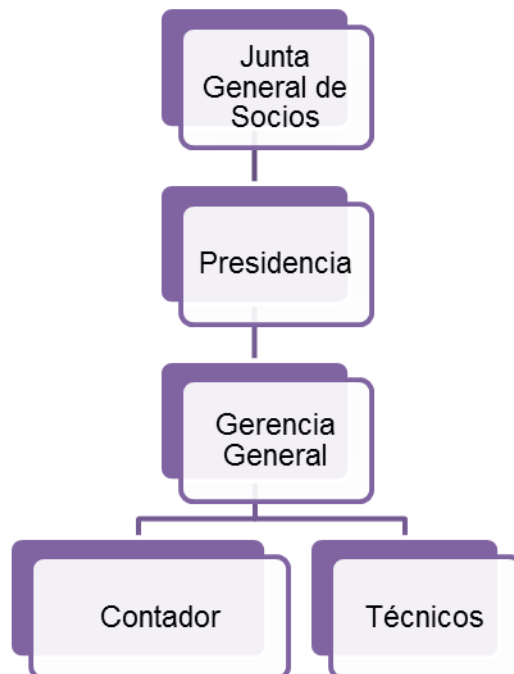 Junta
General de
Socios
Presidencia
Gerencia
General
Contador
Técnicos